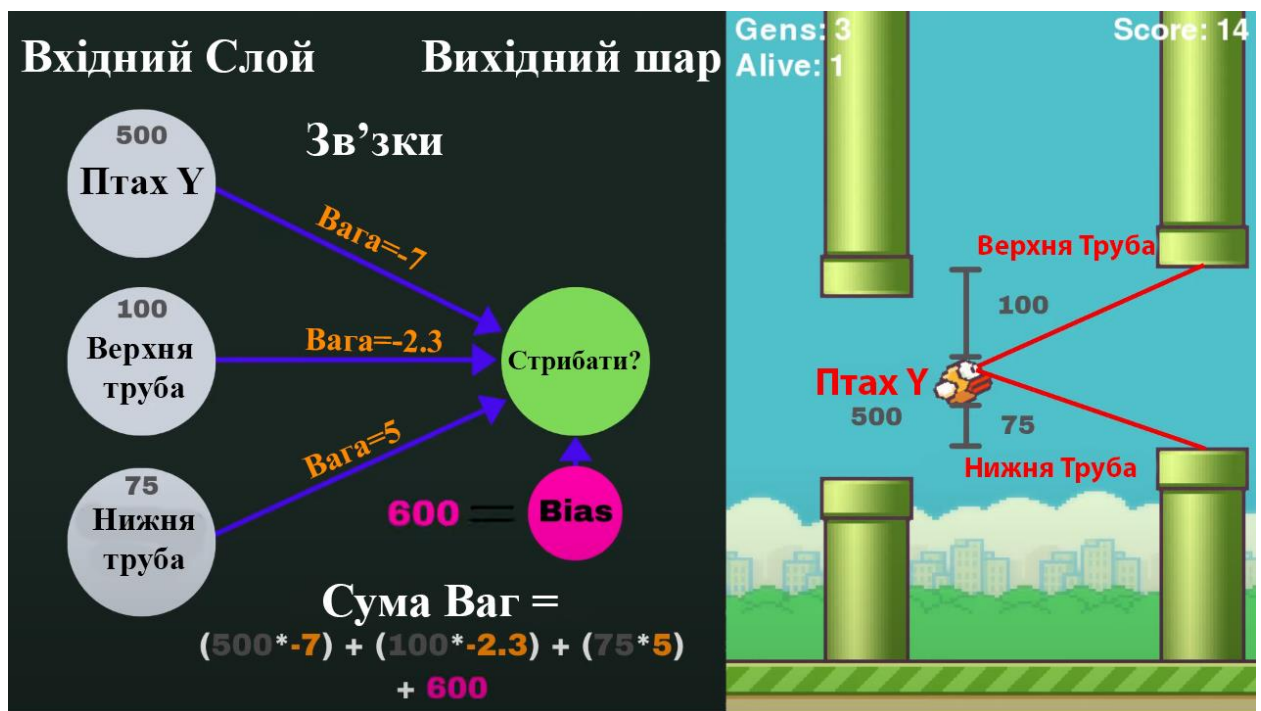 Вхідний Слой
Вихідний шар
Зв’зки
500
Птах Y
Вага=-7
100
Верхня
труба
Вага=-2.3
Стрибати?
75
Нижня
труба
Вага=5
600 = Bias
Сума Ваг =
(500*-7) + (100*-2.3) + (75*5)
+ 600
Gens: 3
Score: 14
Alive: 1
Верхня Труба
100
Птах Y
500
75
Нижня Труба